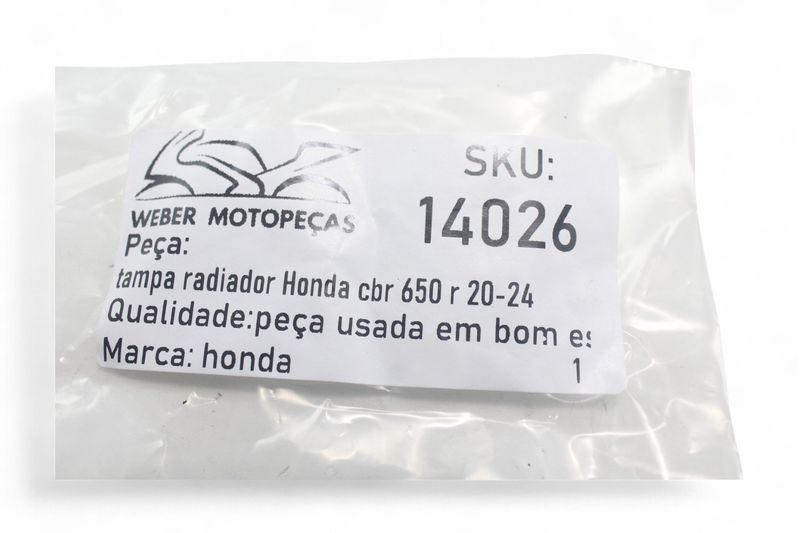 WEBER MOTOPEÇAS
SKU:
14026
Peça:
tampa radiador Honda cbr 650 r 20-24
Qualidade:peça usada em bom es
Marca: honda
1